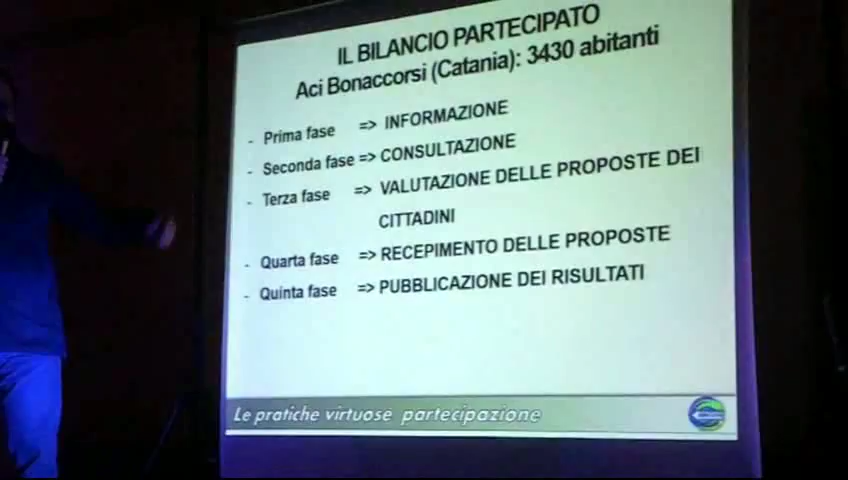 IL BILANCIO PARTECIPATO
Aci Bonaccorsi (Catania): 3430 abitanti
- Prima fase => INFORMAZIONE
- Seconda fase => CONSULTAZIONE
- Terza fase => VALUTAZIONE DELLE PROPOSTE DEI
CITTADINI
- Quarta fase => RECEPIMENTO DELLE PROPOSTE
- Quinta fase => PUBBLICAZIONE DEI RISULTATI
Le pratiche virtuose partecipazione